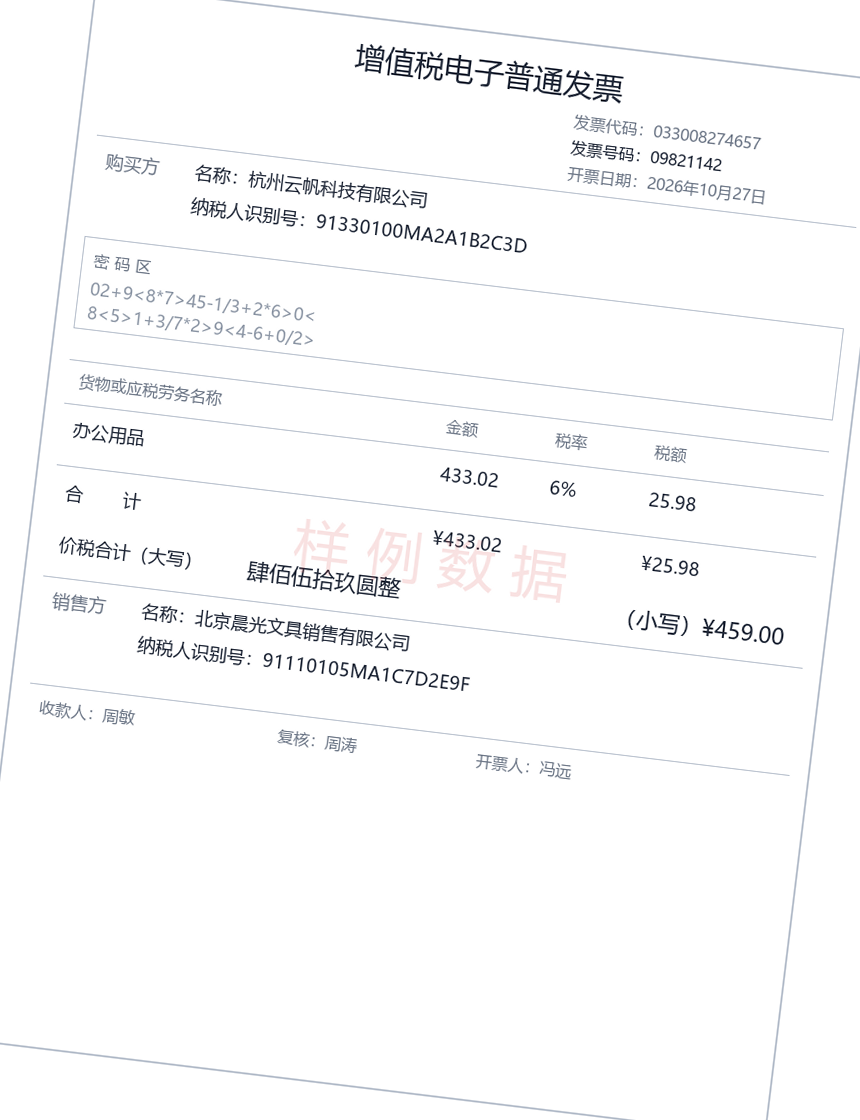 增值税电子普通发票
发票代码：033008274657
发票号码：09821142
开票日期：2026年10月27日
购买方
名称：杭州云帆科技有限公司
纳税人识别号：91330100MA2A1B2C3D
密码区
02+9<8*7>45-1/3+2*6>0<
8<5>1+3/7*2>9<4-6+0/2>
货物或应税劳务名称 金额 税率 税额
办公用品 433.02 6% 25.98
合 计 ¥433.02 ¥25.98
样例数据
价税合计（大写） 肆佰伍拾玖圆整 （小写）¥459.00
销售方
名称：北京晨光文具销售有限公司
纳税人识别号：91110105MA1C7D2E9F
收款人：周敏 复核：周涛 开票人：冯远